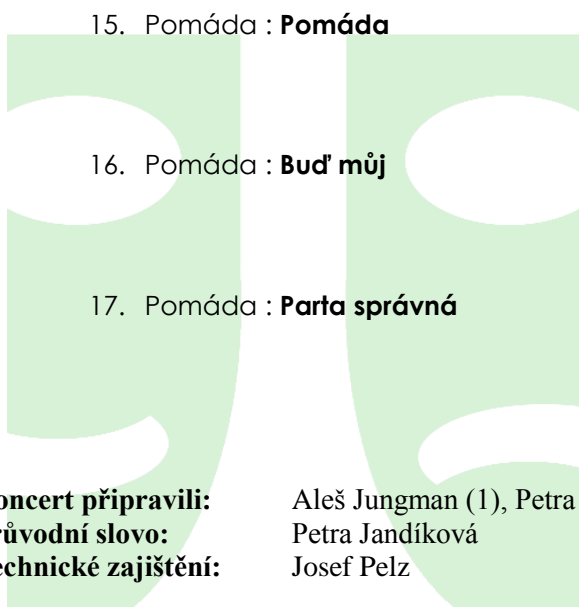 15. Pomáda : Pomáda
16. Pomáda : Buď můj
17. Pomáda : Parta správná
oncert připravili: Aleš Jungman (1), Petra
růvodní slovo: Petra Jandíková
echnické zajištění: Josef Pelz